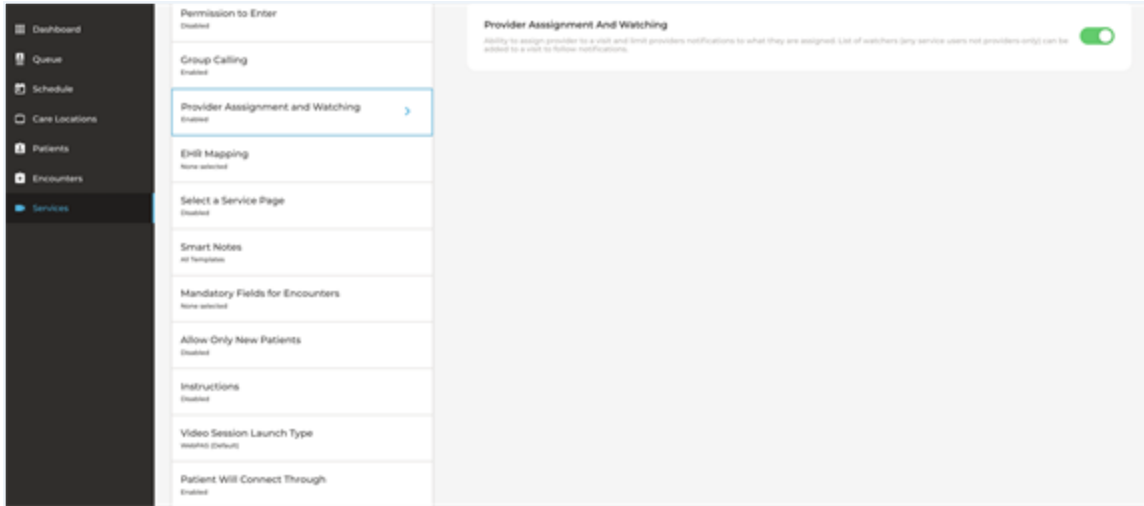 Dashboard
Queue
Schedule
Care Locations
Patients
Encounters
Services
Permission to Enter
Disabled
Group Calling
Enabled
Provider Asssignment and Watching
Enabled
EHR Mapping
None selected
Select a Service Page
Disabled
Smart Notes
All Templates
Mandatory Fields for Encounters
None selected
Allow Only New Patients
Disabled
Instructions
Disabled
Video Session Launch Type
WebPAS (Default)
Patient Will Connect Through
Enabled
Provider Asssignment And Watching
Ability to assign provider to a visit and limit providers notifications to what they are assigned. List of watchers (any service users not providers only) can be
added to a visit to follow notifications.